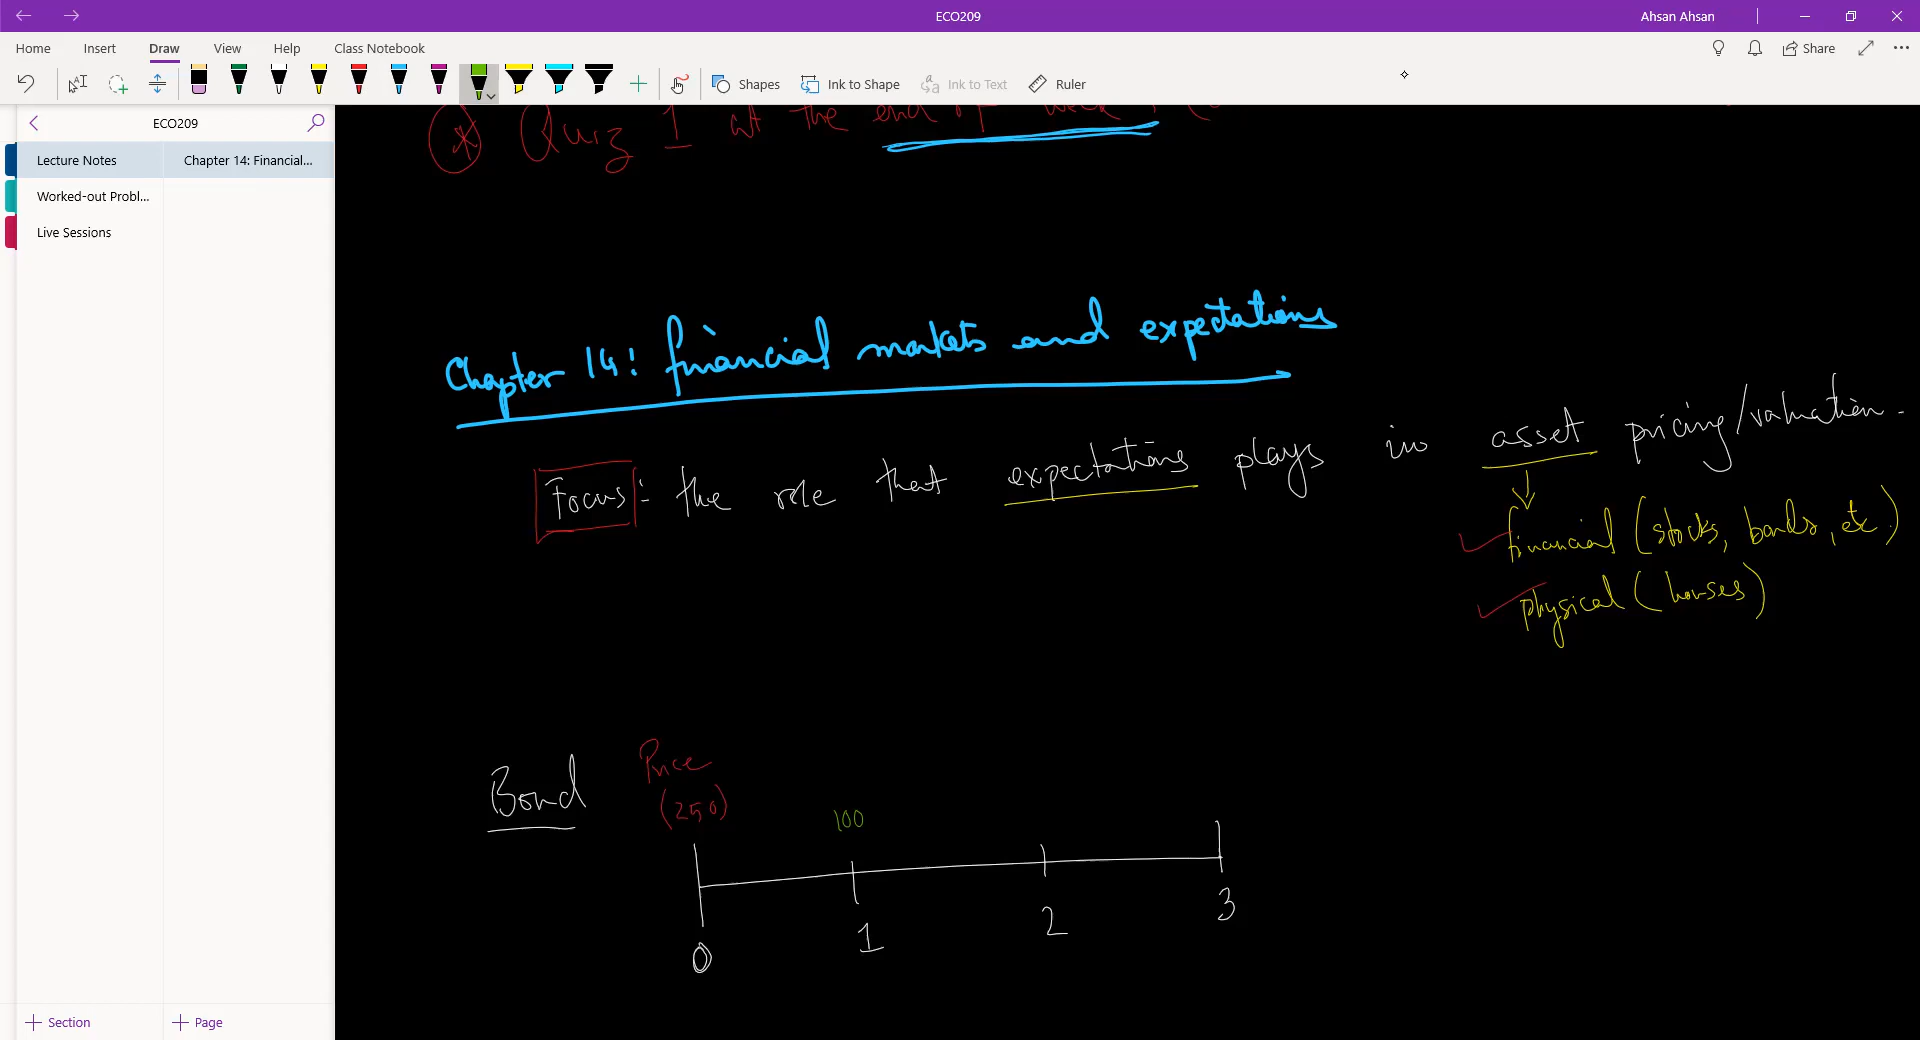 ECO209
Ahsan Ahsan
Home Insert Draw View Help Class Notebook
Share
Shapes Ink to Shape Ink to Text Ruler
ECO209
Lecture Notes
Worked-out Probl...
Live Sessions
Chapter 14: Financial...
Quiz 1 at the end of week
Chapter 14: financial markets and expectations
Focus: the role that expectations plays in asset pricing/valuation.
financial (stocks, bonds, etc)
physical (houses)
Bond
Price
(250)
100
0 1 2 3
Section
Page